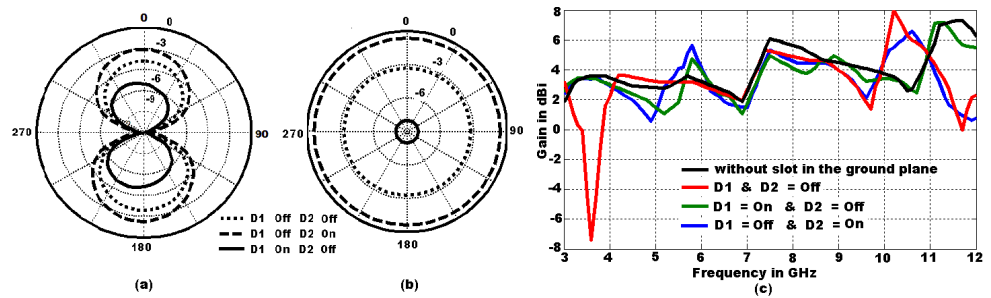 0
0
-3
-6
-9
270
90
180
D1 Off D2 Off
D1 Off D2 On
D1 On D2 Off
(a)
0
0
-3
-6
270
90
180
(b)
8
6
4
2
0
-2
-4
-6
-8
Gain in dBi
without slot in the ground plane
D1 & D2 = Off
D1 = On & D2 = Off
D1 = Off & D2 = On
3 4 5 6 7 8 9 10 11 12
Frequency in GHz
(c)